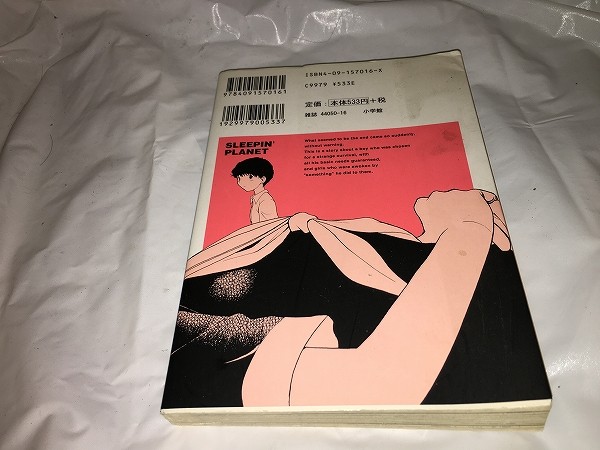 ISBN4-09-157016-X
C9979 ¥533E
9784091570161
1929979005337
定価：本体533円+税
雑誌 44050-16 小学館
SLEEPIN'
PLANET
What seemed to be the end came so suddenly,
without warning.
This is a story about a boy who was chosen
for a strange survival, with
all his basic needs guaranteed,
and girls who were awoken by
"something" he did to them.